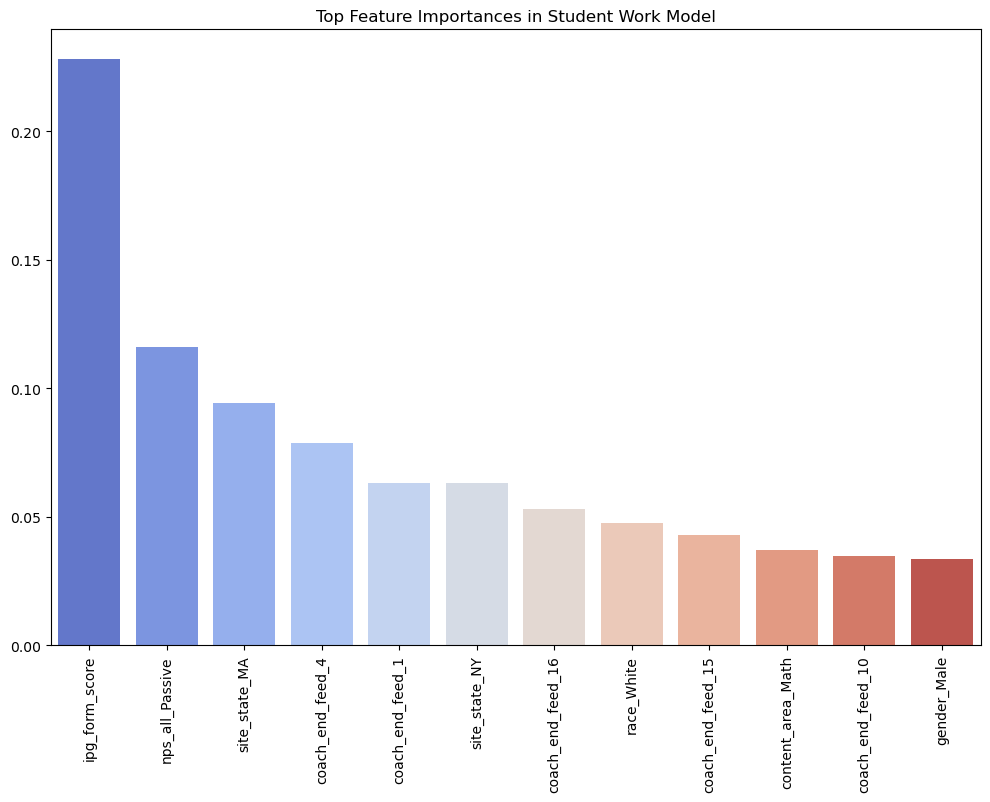 Top Feature Importances in Student Work Model
0.20
0.15
0.10
0.05
0.00
ipg_form_score
nps_all_Passive
site_state_MA
coach_end_feed_4
coach_end_feed_1
site_state_NY
coach_end_feed_16
race_White
coach_end_feed_15
content_area_Math
coach_end_feed_10
gender_Male